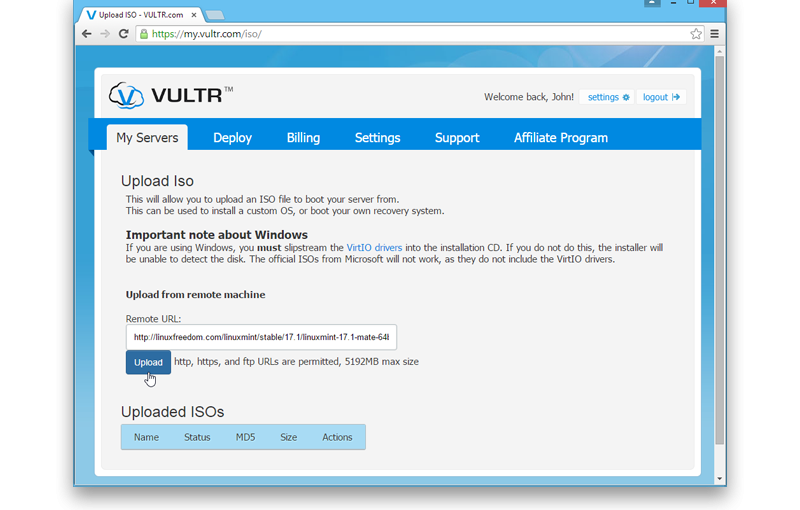 Upload ISO - VULTR.com
https://my.vultr.com/iso/
VULTR™
Welcome back, John! settings logout
My Servers Deploy Billing Settings Support Affiliate Program
Upload Iso
This will allow you to upload an ISO file to boot your server from.
This can be used to install a custom OS, or boot your own recovery system.
Important note about Windows
If you are using Windows, you must slipstream the VirtIO drivers into the installation CD. If you do not do this, the installer will
be unable to detect the disk. The official ISOs from Microsoft will not work, as they do not include the VirtIO drivers.
Upload from remote machine
Remote URL:
http://linuxfreedom.com/linuxmint/stable/17.1/linuxmint-17.1-mate-64b
Upload http, https, and ftp URLs are permitted, 5192MB max size
Uploaded ISOs
Name Status MD5 Size Actions